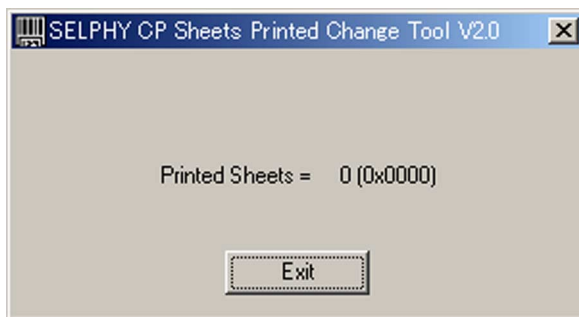 SELPHY CP Sheets Printed Change Tool V2.0
Printed Sheets = 0 (0x0000)
Exit